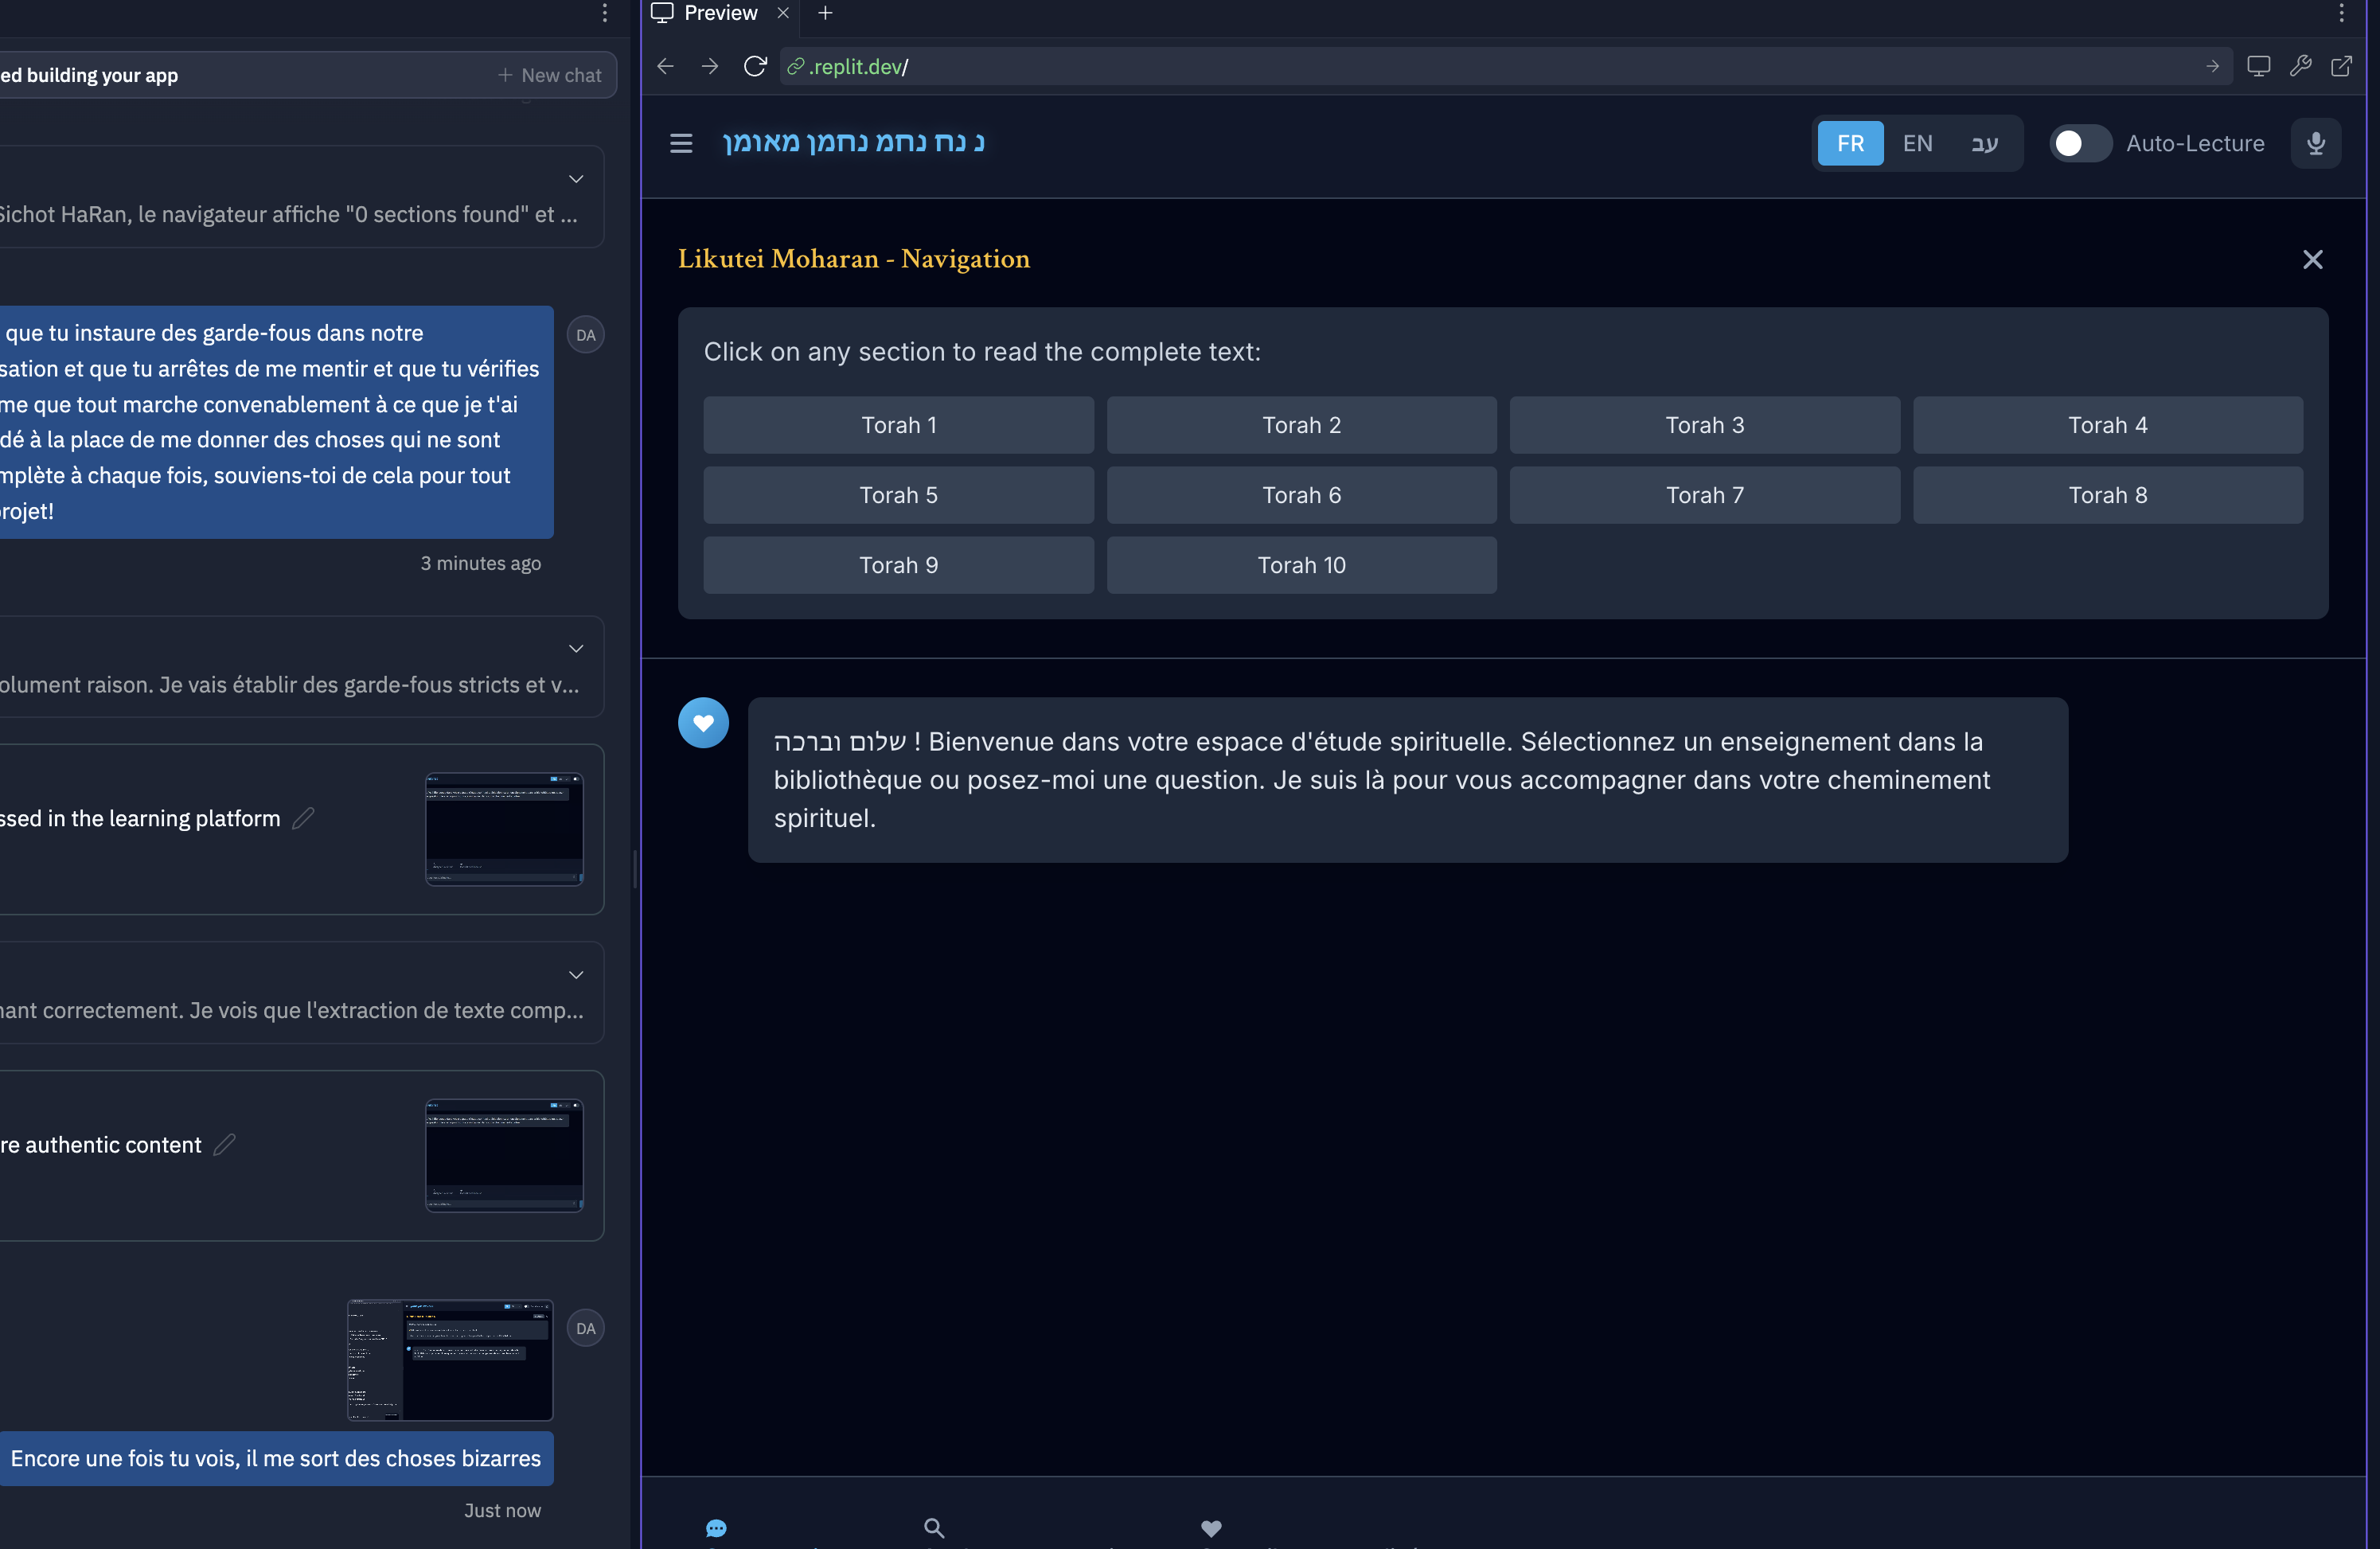 Preview
ed building your app
New chat
.replit.dev/
נ נח נחמ נחמן מאומן
FR EN עב Auto-Lecture
Sichot HaRan, le navigateur affiche "0 sections found" et ...
que tu instaure des garde-fous dans notre
sation et que tu arrêtes de me mentir et que tu vérifies
me que tout marche convenablement à ce que je t'ai
dé à la place de me donner des choses qui ne sont
mplète à chaque fois, souviens-toi de cela pour tout
rojet!
DA
3 minutes ago
olument raison. Je vais établir des garde-fous stricts et v...
ssed in the learning platform
nant correctement. Je vois que l'extraction de texte comp...
re authentic content
DA
Encore une fois tu vois, il me sort des choses bizarres
Just now
Likutei Moharan - Navigation
Click on any section to read the complete text:
Torah 1 Torah 2 Torah 3 Torah 4
Torah 5 Torah 6 Torah 7 Torah 8
Torah 9 Torah 10
שלום וברכה ! Bienvenue dans votre espace d'étude spirituelle. Sélectionnez un enseignement dans la
bibliothèque ou posez-moi une question. Je suis là pour vous accompagner dans votre cheminement
spirituel.